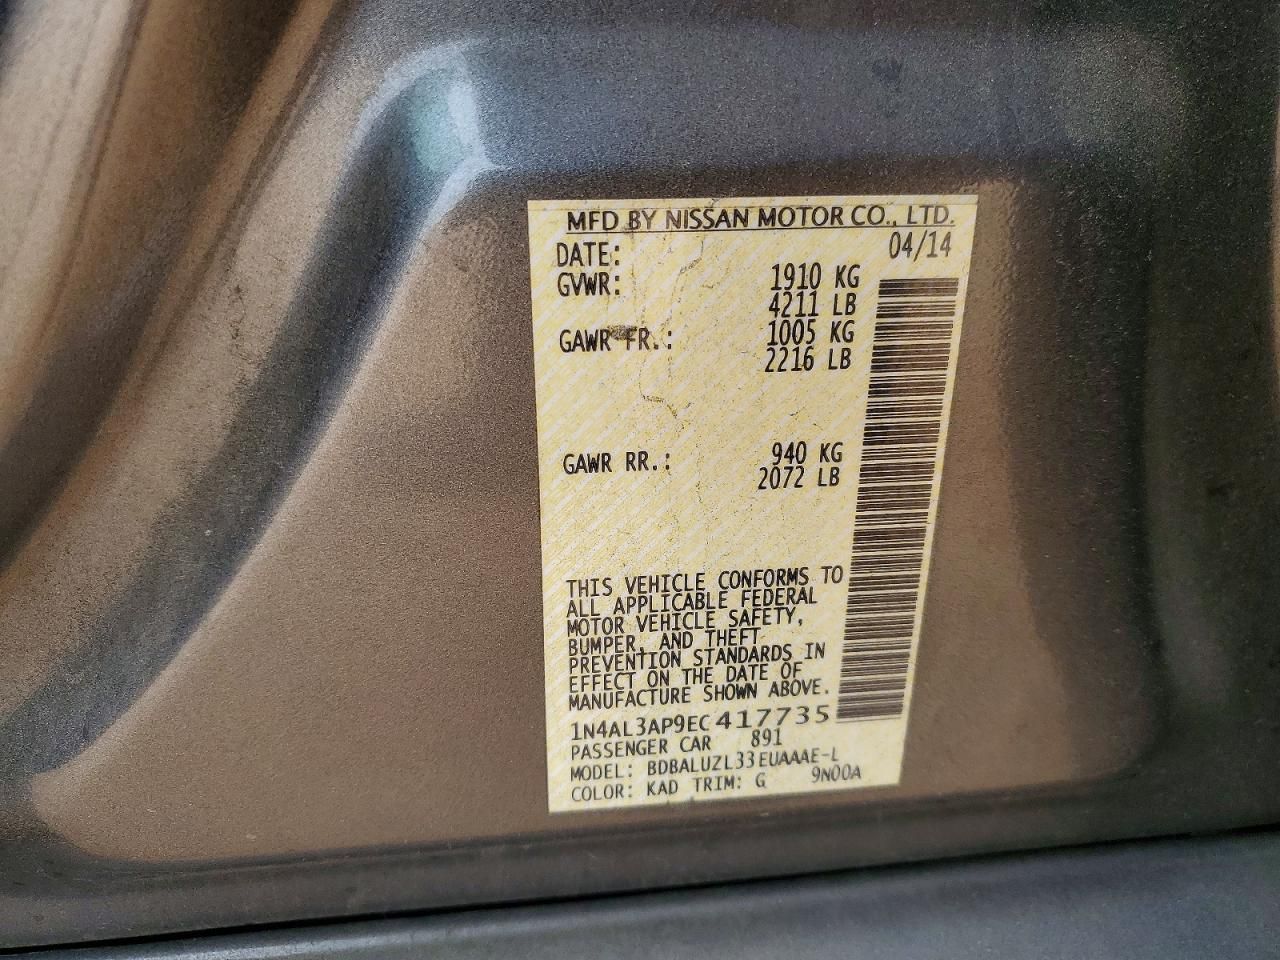 MFD BY NISSAN MOTOR CO., LTD.
DATE: 04/14
GVWR: 1910 KG
4211 LB
GAWR FR.: 1005 KG
2216 LB
GAWR RR.: 940 KG
2072 LB
THIS VEHICLE CONFORMS TO
ALL APPLICABLE FEDERAL
MOTOR VEHICLE SAFETY,
BUMPER, AND THEFT
PREVENTION STANDARDS IN
EFFECT ON THE DATE OF
MANUFACTURE SHOWN ABOVE.
1N4AL3AP9EC417735
PASSENGER CAR 891
MODEL: BDBALUZL33EUAAAE-L
COLOR: KAD TRIM: G 9N00A